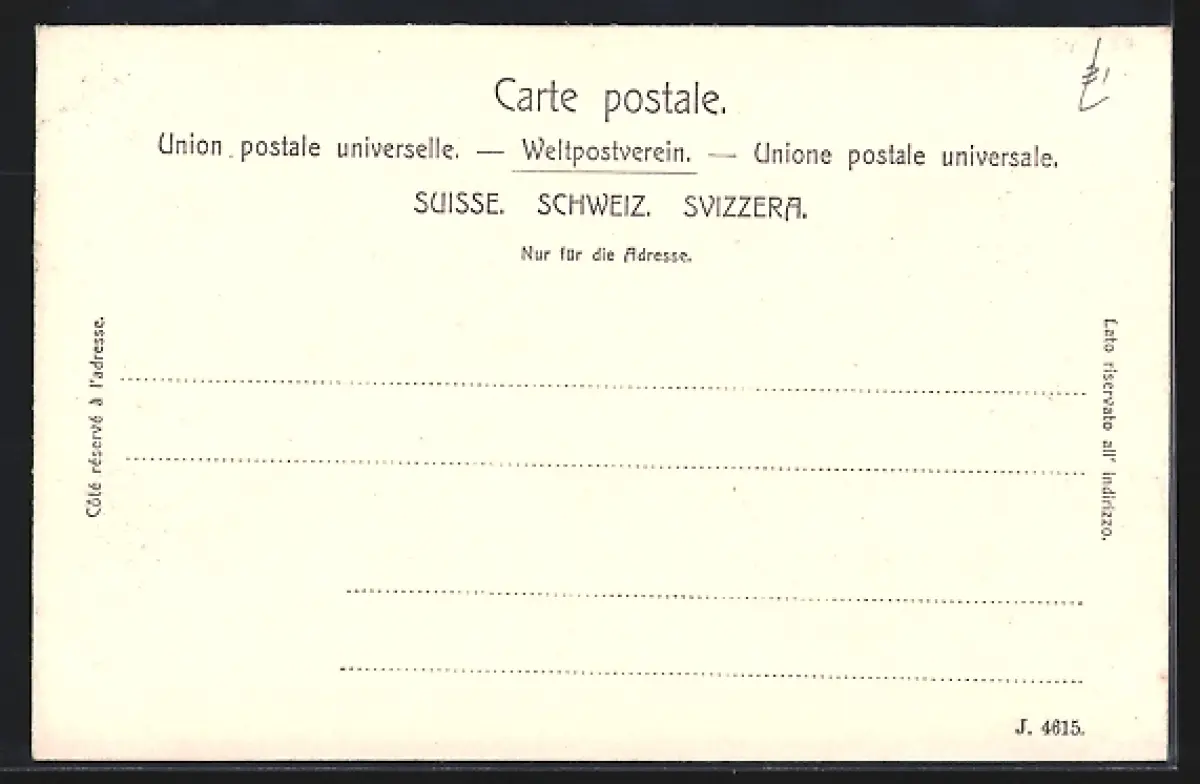 Carte postale.
Union postale universelle. — Weltpostverein. — Unione postale universale.
SUISSE. SCHWEIZ. SVIZZERA.
Nur für die Adresse.
Côté réservé à l'adresse.
Lato riservato all' indirizzo.
J. 4615.